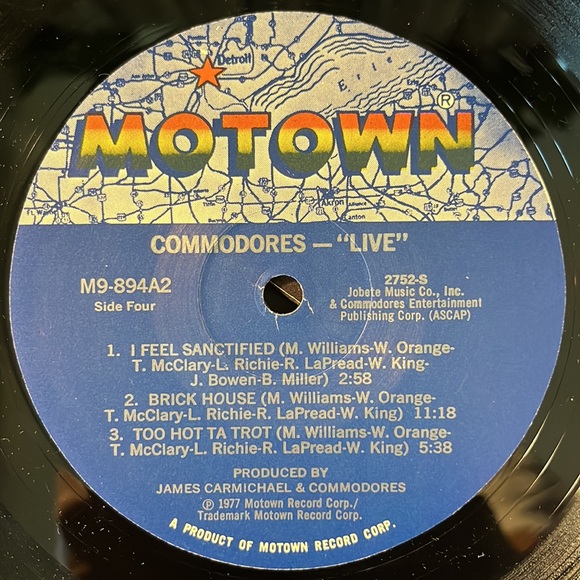 Detroit
Erie
MOTOWN®
Akron
Canton
COMMODORES — "LIVE"
M9-894A2
Side Four
2752-S
Jobete Music Co., Inc.
& Commodores Entertainment
Publishing Corp. (ASCAP)
1. I FEEL SANCTIFIED (M. Williams-W. Orange-
T. McClary-L. Richie-R. LaPread-W. King-
J. Bowen-B. Miller) 2:58
2. BRICK HOUSE (M. Williams-W. Orange-
T. McClary-L. Richie-R. LaPread-W. King) 11:18
3. TOO HOT TA TROT (M. Williams-W. Orange-
T. McClary-L. Richie-R. LaPread-W. King) 5:38
PRODUCED BY
JAMES CARMICHAEL & COMMODORES
℗ 1977 Motown Record Corp./
Trademark Motown Record Corp.
A PRODUCT OF MOTOWN RECORD CORP.